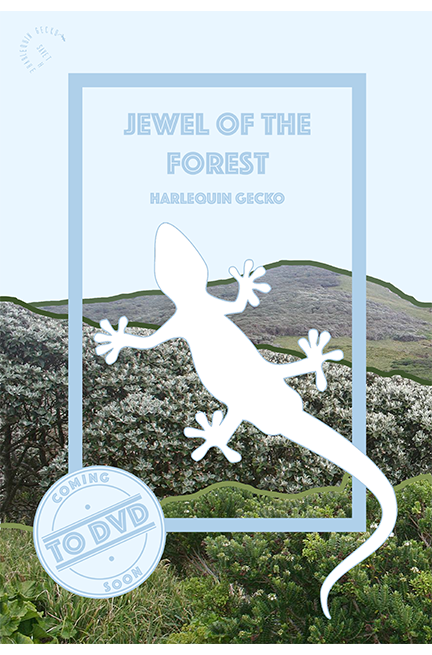 JEWEL OF THE
FOREST
HARLEQUIN GECKO
COMING
TO DVD
SOON